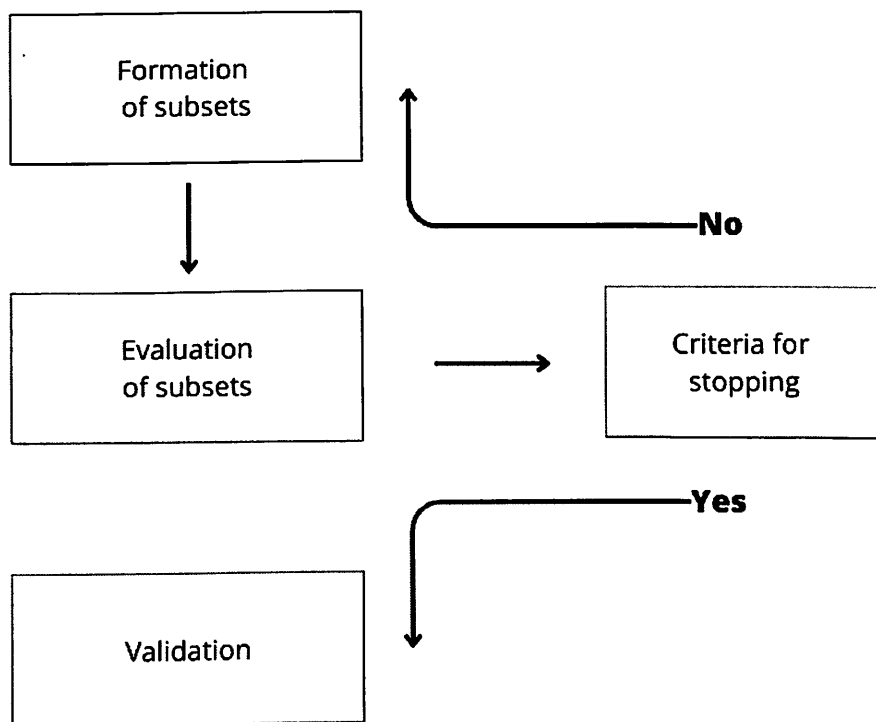 Formation
of subsets
No
Evaluation
of subsets
Criteria for
stopping
Yes
Validation